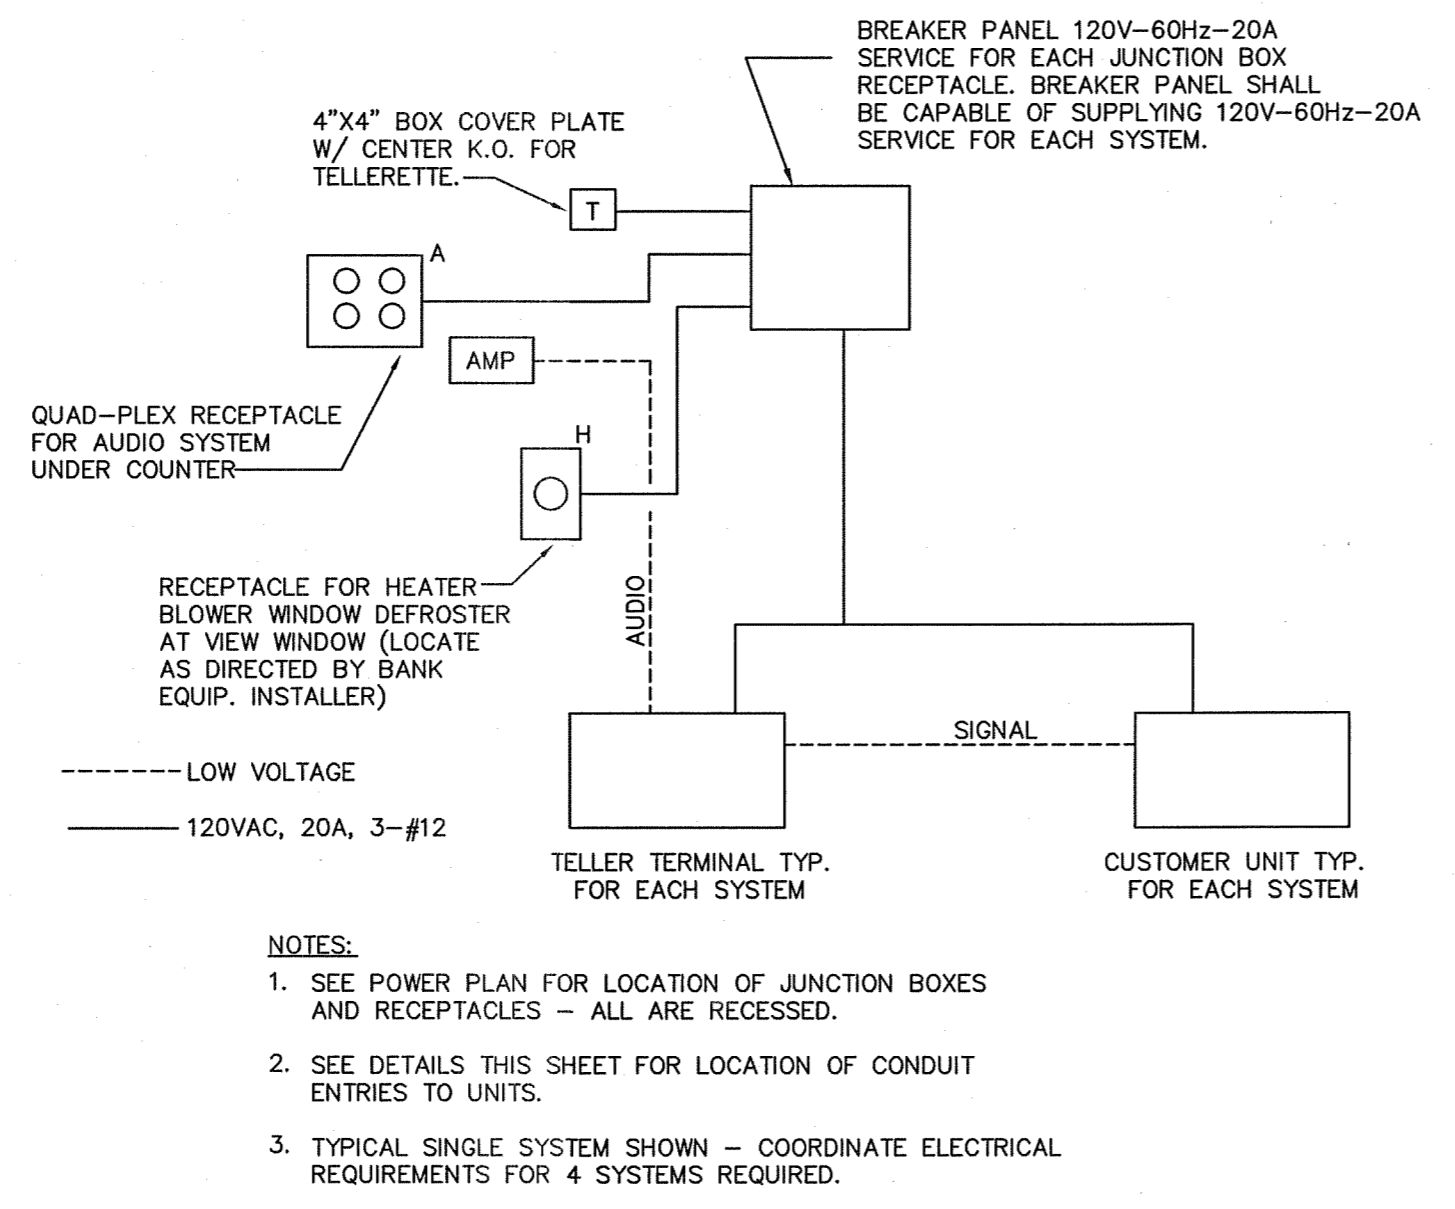 BREAKER PANEL 120V-60Hz-20A
SERVICE FOR EACH JUNCTION BOX
RECEPTACLE. BREAKER PANEL SHALL
BE CAPABLE OF SUPPLYING 120V-60Hz-20A
SERVICE FOR EACH SYSTEM.
4"X4" BOX COVER PLATE
W/ CENTER K.O. FOR
TELLERETTE.
T
A
AMP
QUAD-PLEX RECEPTACLE
FOR AUDIO SYSTEM
UNDER COUNTER
H
RECEPTACLE FOR HEATER
BLOWER WINDOW DEFROSTER
AT VIEW WINDOW (LOCATE
AS DIRECTED BY BANK
EQUIP. INSTALLER)
AUDIO
SIGNAL
LOW VOLTAGE
120VAC, 20A, 3-#12
TELLER TERMINAL TYP.
FOR EACH SYSTEM
CUSTOMER UNIT TYP.
FOR EACH SYSTEM
NOTES:
1. SEE POWER PLAN FOR LOCATION OF JUNCTION BOXES
AND RECEPTACLES - ALL ARE RECESSED.
2. SEE DETAILS THIS SHEET FOR LOCATION OF CONDUIT
ENTRIES TO UNITS.
3. TYPICAL SINGLE SYSTEM SHOWN - COORDINATE ELECTRICAL
REQUIREMENTS FOR 4 SYSTEMS REQUIRED.